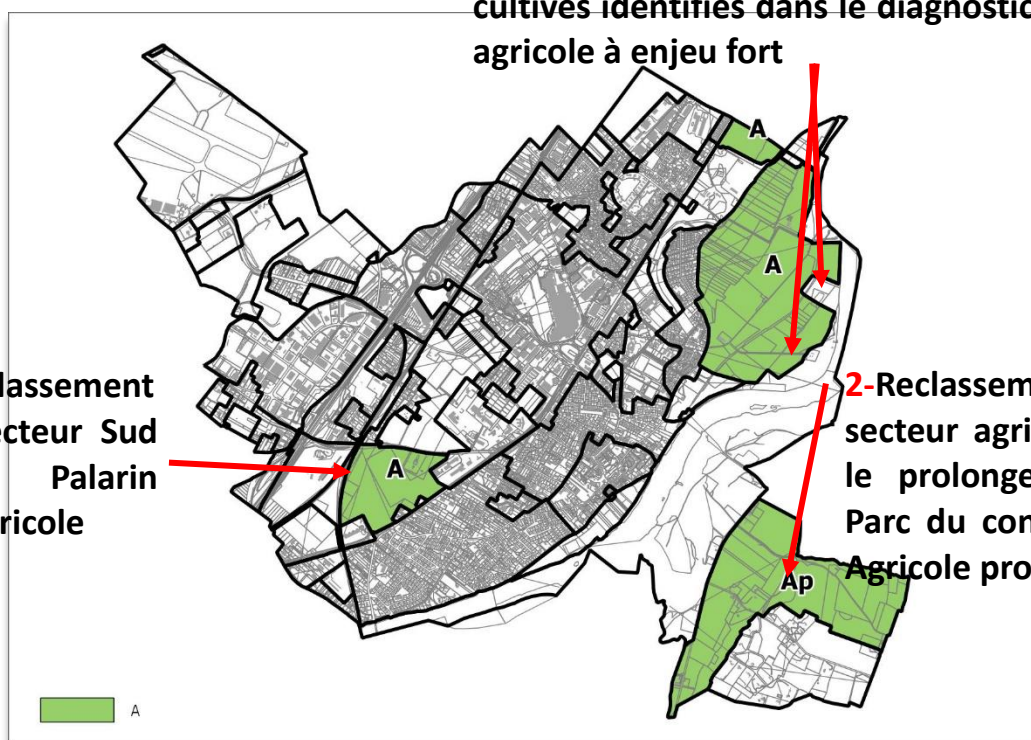 cultivés identifiés dans le diagnostic
agricole à enjeu fort
A
A
lassement
cteur Sud
Palarin
ricole
A
2-Reclassem
secteur agri
le prolonge
Parc du con
Agricole pro
Ap
A